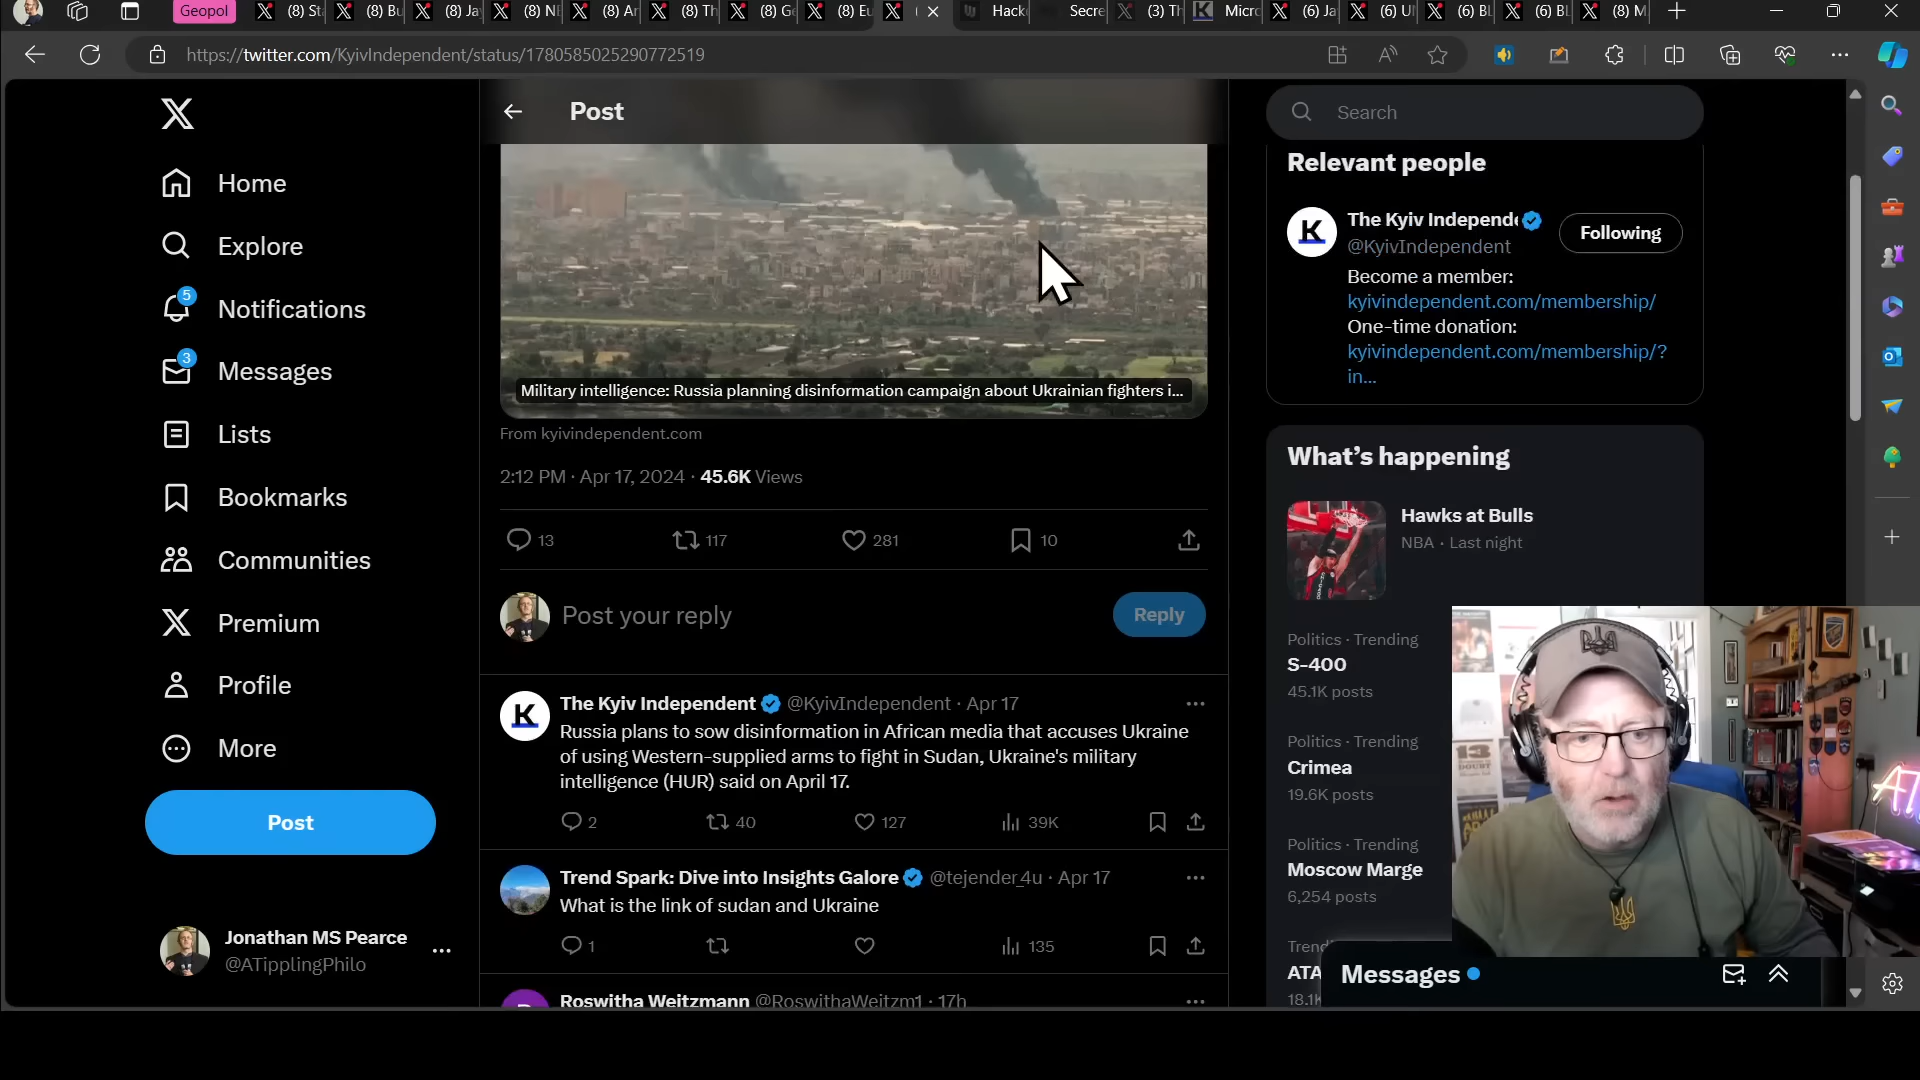 Geopol
(8) St
(8) Bu
(8) Ja
(8) N
(8) Ar
(8) Th
(8) Ge
(8) Eu
Hack
Secre
(3) Th
Micro
(6) Ja
(6) U
(6) Bl
(6) Bl
(8) M
https://twitter.com/KyivIndependent/status/1780585025290772519
Home
Explore
5
Notifications
3
Messages
Lists
Bookmarks
Communities
Premium
Profile
More
Post
Jonathan MS Pearce
@ATipplingPhilo
Post
Military intelligence: Russia planning disinformation campaign about Ukrainian fighters i...
From kyivindependent.com
2:12 PM · Apr 17, 2024 · 45.6K Views
13
117
281
10
Post your reply
Reply
The Kyiv Independent @KyivIndependent · Apr 17
Russia plans to sow disinformation in African media that accuses Ukraine
of using Western-supplied arms to fight in Sudan, Ukraine's military
intelligence (HUR) said on April 17.
2
40
127
39K
Trend Spark: Dive into Insights Galore @tejender_4u · Apr 17
What is the link of sudan and Ukraine
1
135
Roswitha Weitzmann @RoswithaWeitzm1 · 17h
Search
Relevant people
K
The Kyiv Independe
@KyivIndependent
Following
Become a member:
kyivindependent.com/membership/
One-time donation:
kyivindependent.com/membership/?
in...
What's happening
Hawks at Bulls
NBA · Last night
Politics · Trending
S-400
45.1K posts
Politics · Trending
Crimea
19.6K posts
Politics · Trending
Moscow Marge
6,254 posts
Trend
ATA
18.1K
Messages